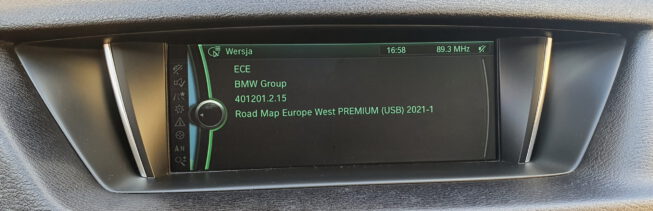 Wersja 16:58 89.3 MHz
ECE
BMW Group
401201.2.15
Road Map Europe West PREMIUM (USB) 2021-1